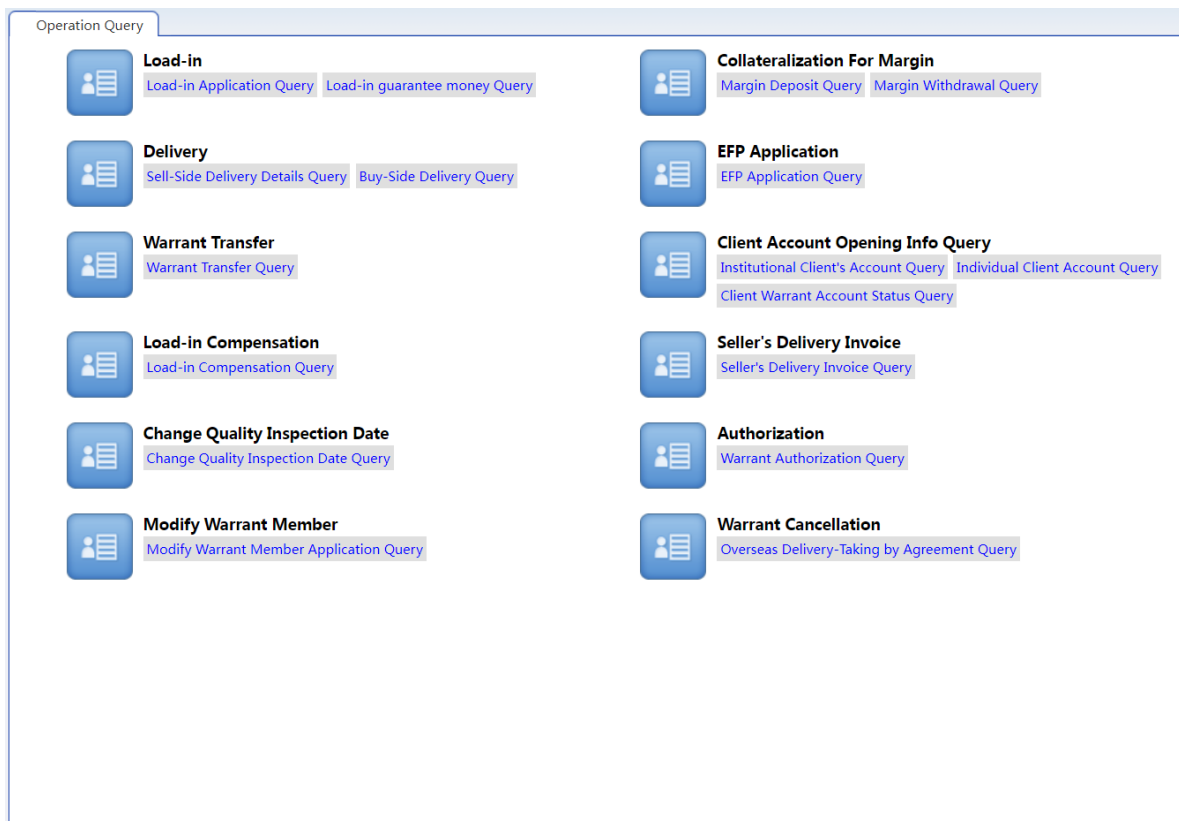 Operation Query
Load-in
Load-in Application Query Load-in guarantee money Query
Collateralization For Margin
Margin Deposit Query Margin Withdrawal Query
Delivery
Sell-Side Delivery Details Query Buy-Side Delivery Query
EFP Application
EFP Application Query
Warrant Transfer
Warrant Transfer Query
Client Account Opening Info Query
Institutional Client's Account Query Individual Client Account Query
Client Warrant Account Status Query
Load-in Compensation
Load-in Compensation Query
Seller's Delivery Invoice
Seller's Delivery Invoice Query
Change Quality Inspection Date
Change Quality Inspection Date Query
Authorization
Warrant Authorization Query
Modify Warrant Member
Modify Warrant Member Application Query
Warrant Cancellation
Overseas Delivery-Taking by Agreement Query